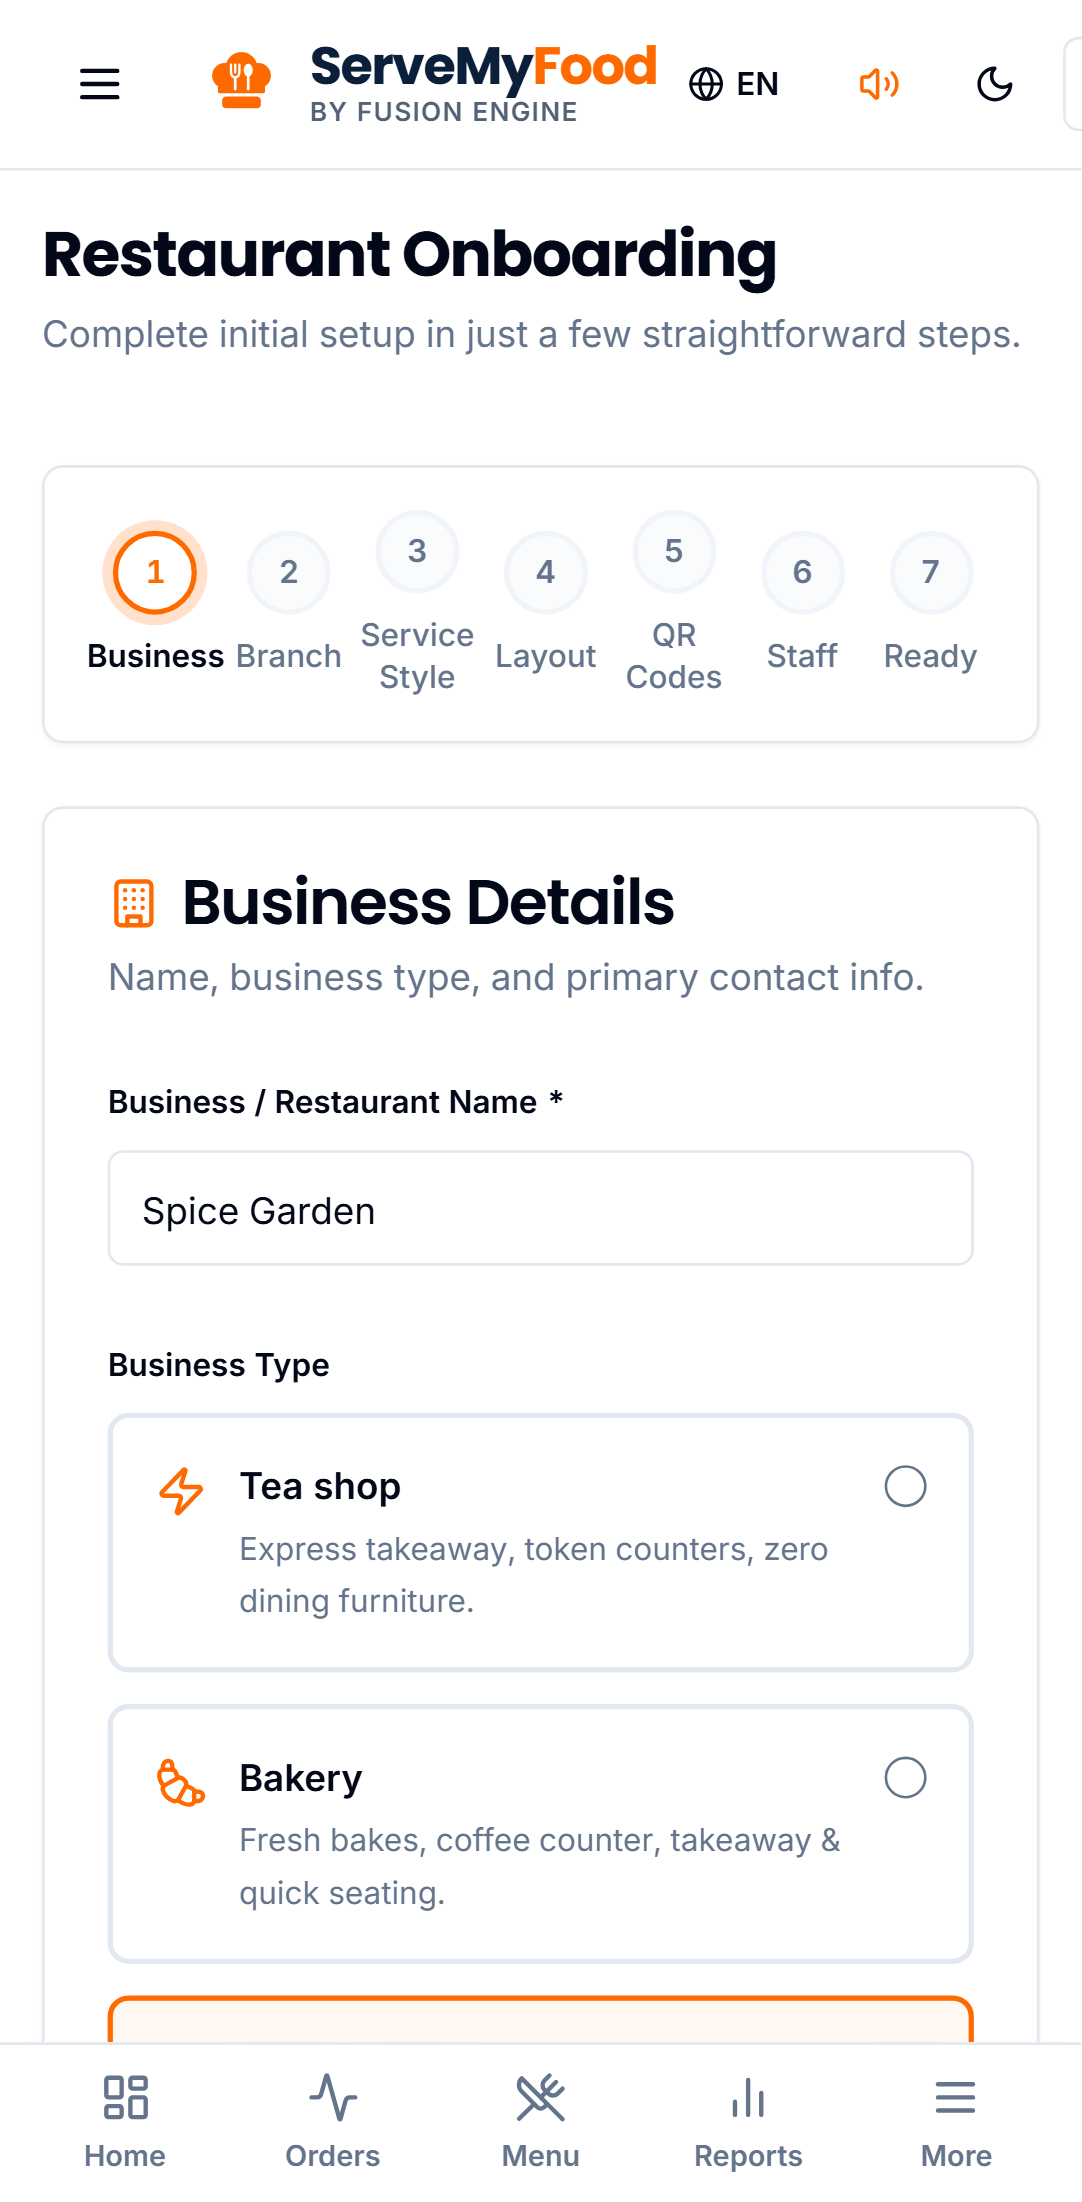 ServeMyFood
BY FUSION ENGINE
EN
Restaurant Onboarding
Complete initial setup in just a few straightforward steps.
1
Business
2
Branch
3
Service
Style
4
Layout
5
QR
Codes
6
Staff
7
Ready
Business Details
Name, business type, and primary contact info.
Business / Restaurant Name *
Spice Garden
Business Type
Tea shop
Express takeaway, token counters, zero
dining furniture.
Bakery
Fresh bakes, coffee counter, takeaway &
quick seating.
Home
Orders
Menu
Reports
More